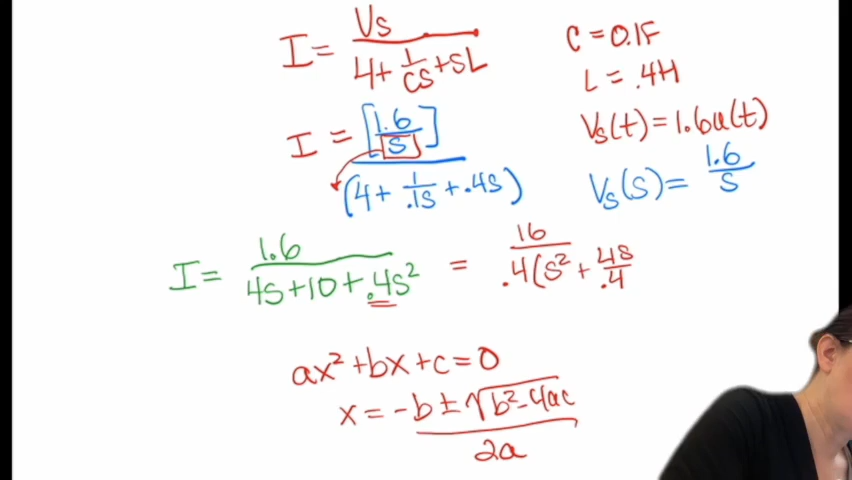 I = Vs / (4 + 1/CS + SL)
C = 0.1F
L = .4H
I = [1.6/S] / (4 + 1/.1S + .4S)
Vs(t) = 1.6u(t)
Vs(S) = 1.6/S
I = 1.6 / (4S + 10 + .4S²) = 16 / .4(S² + 4S/.4
ax² + bx + c = 0
x = -b ± √b² - 4ac / 2a